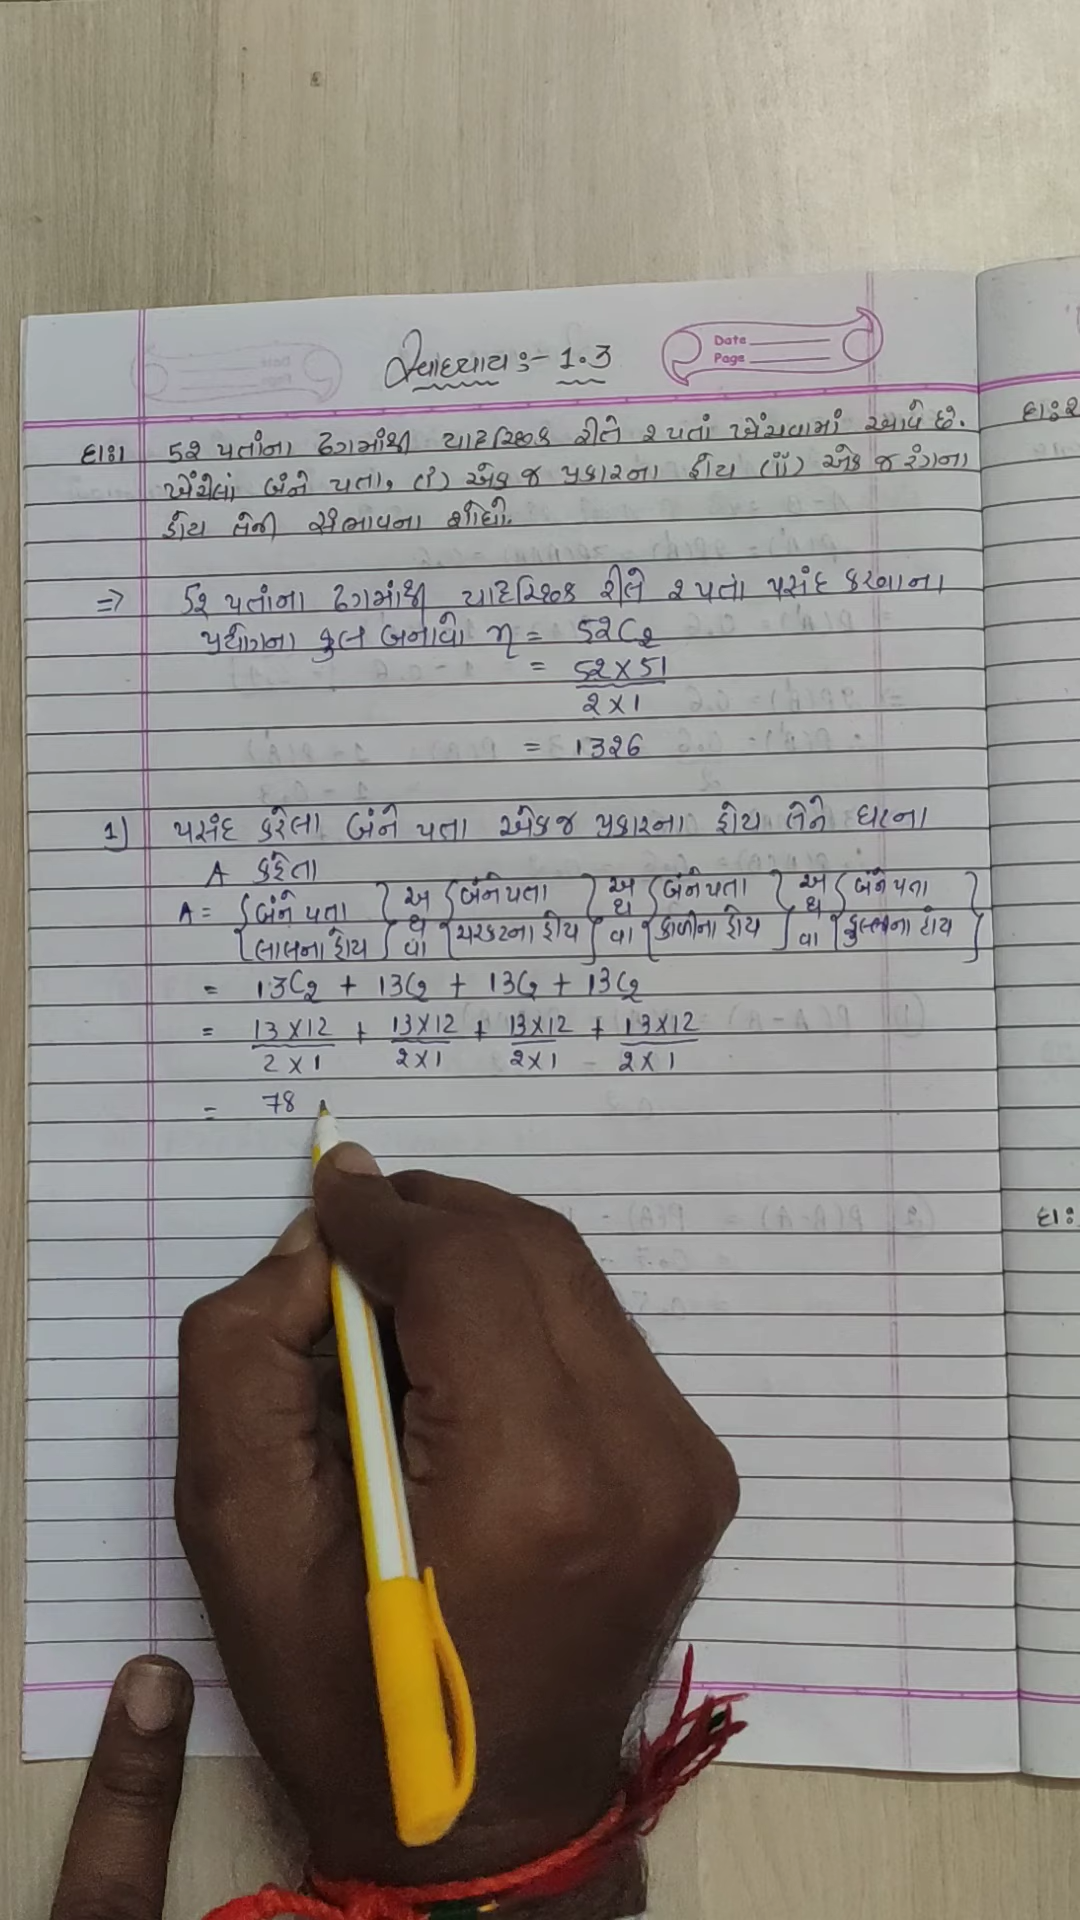 સ્વાધ્યાય:- 1.3
Date
Page
દા:1 52 પતાંના ઢગમાંથી યાદચ્છિક રીતે 2 પતાં ખેંચવામાં આવે છે.
ખેંચેલાં બંને પતા, (i) એક જ પ્રકારના હોય (ii) એક જ રંગના
હોય તેની સંભાવના શોધો.
⇒ 52 પતાંના ઢગમાંથી યાદચ્છિક રીતે 2 પતા પસંદ કરવાના
પ્રયોગના કુલ બનાવો n = 52C2
= 52 × 51
2 × 1
= 1326
1) પસંદ કરેલા બંને પતા એકજ પ્રકારના હોય તેને ઘટના
A કહેતા
A = { બંને પતા } અથવા { બંને પતા } અથવા { બંને પતા } અથવા { બંને પતા }
{ લાલના હોય } { ચરકટના હોય } { કાળીના હોય } { ફુલ્લીના હોય }
= 13C2 + 13C2 + 13C2 + 13C2
= 13 × 12 + 13 × 12 + 13 × 12 + 13 × 12
2 × 1 2 × 1 2 × 1 2 × 1
= 78
દા:2
દા: